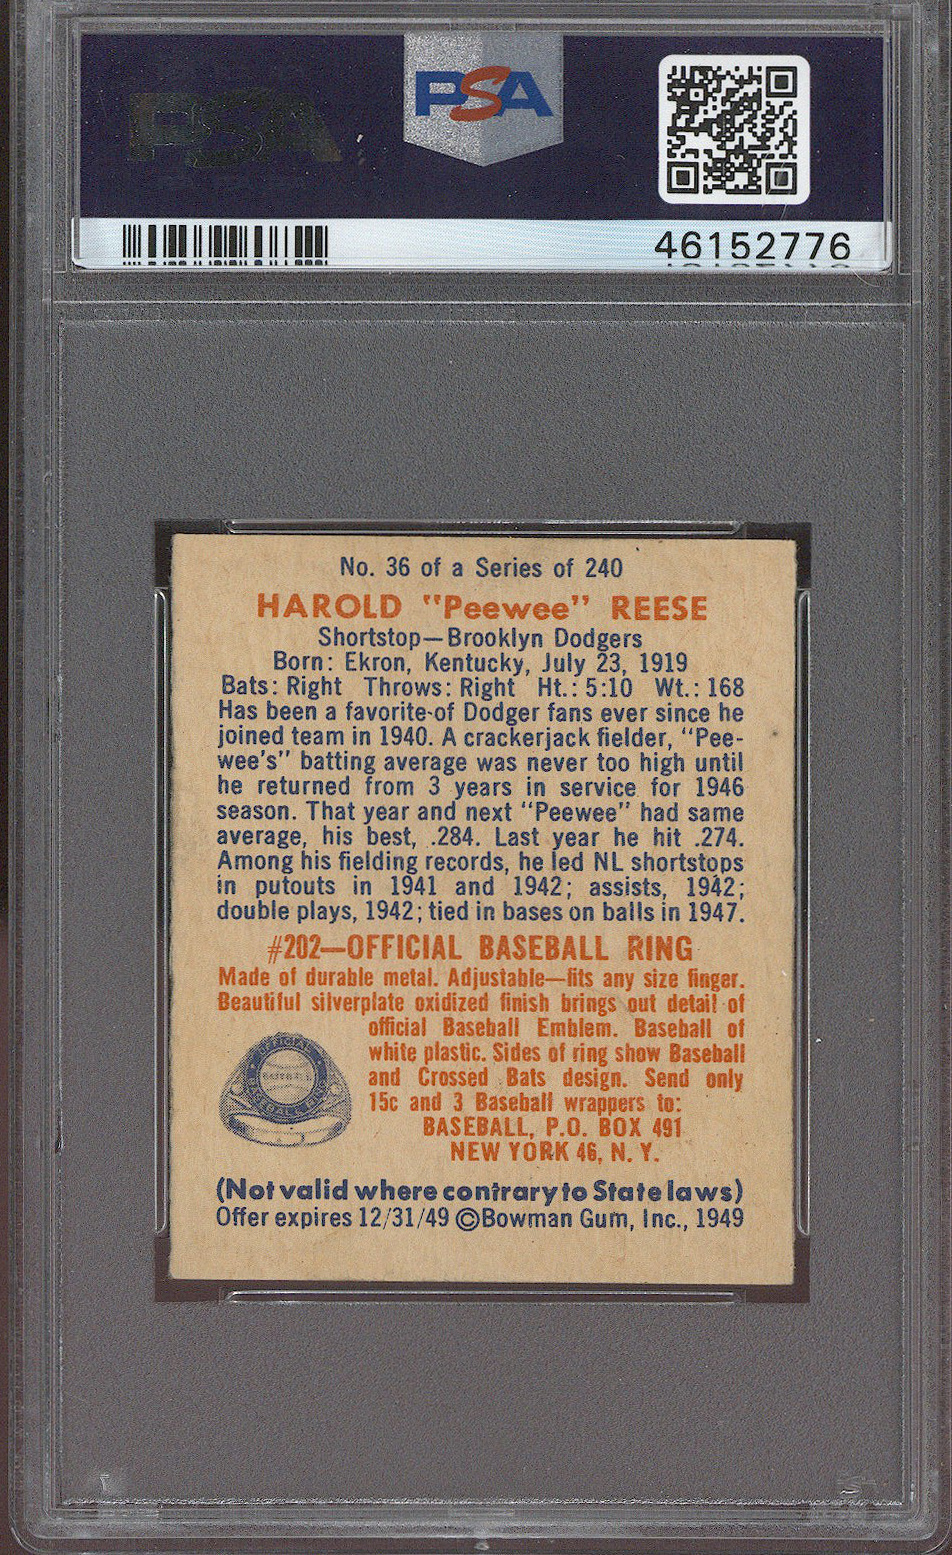 PSA
PSA
46152776
No. 36 of a Series of 240
HAROLD "Peewee" REESE
Shortstop—Brooklyn Dodgers
Born: Ekron, Kentucky, July 23, 1919
Bats: Right Throws: Right Ht.: 5:10 Wt.: 168
Has been a favorite of Dodger fans ever since he
joined team in 1940. A crackerjack fielder, "Pee-
wee's" batting average was never too high until
he returned from 3 years in service for 1946
season. That year and next "Peewee" had same
average, his best, .284. Last year he hit .274.
Among his fielding records, he led NL shortstops
in putouts in 1941 and 1942; assists, 1942;
double plays, 1942; tied in bases on balls in 1947.
#202—OFFICIAL BASEBALL RING
Made of durable metal. Adjustable—fits any size finger.
Beautiful silverplate oxidized finish brings out detail of
official Baseball Emblem. Baseball of
white plastic. Sides of ring show Baseball
and Crossed Bats design. Send only
15c and 3 Baseball wrappers to:
BASEBALL, P.O. BOX 491
NEW YORK 46, N. Y.
OFFICIAL
BASEBALL RING
(Not valid where contrary to State laws)
Offer expires 12/31/49 ©Bowman Gum, Inc., 1949